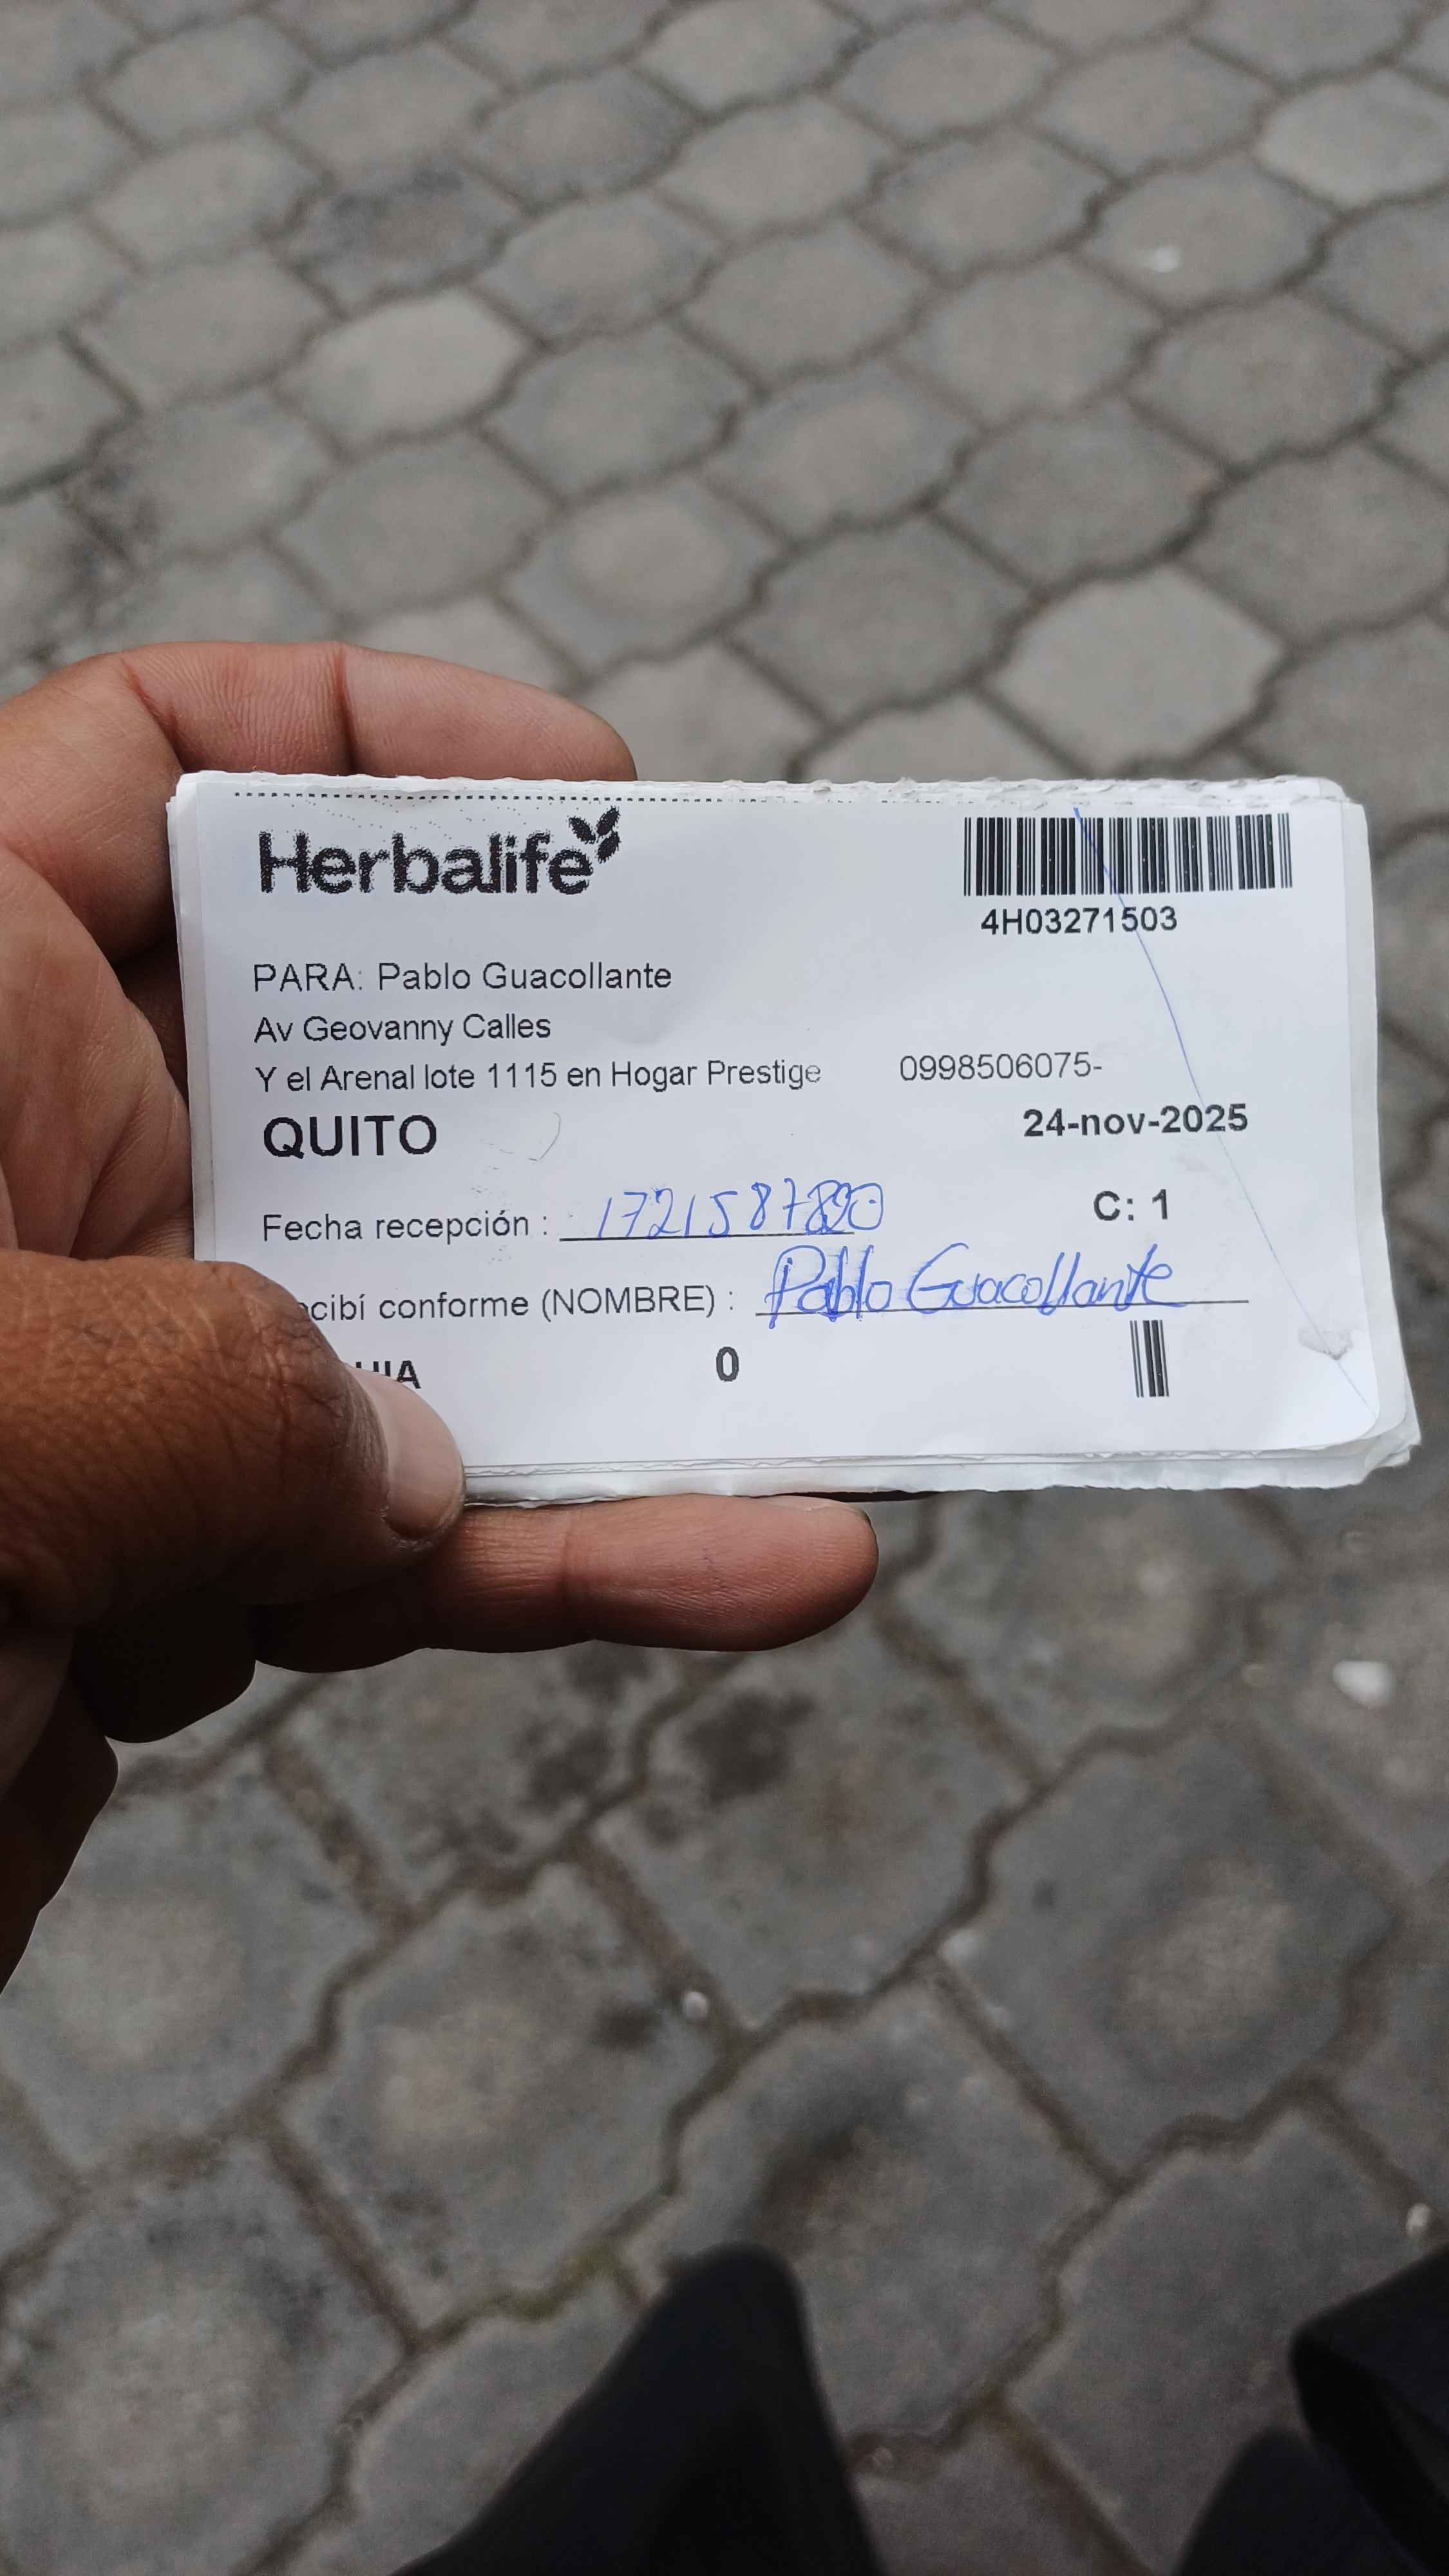 Herbalife
4H03271503
PARA: Pablo Guacollante
Av Geovanny Calles
Y el Arenal lote 1115 en Hogar Prestige 0998506075-
QUITO 24-nov-2025
Fecha recepción : C: 1
cibí conforme (NOMBRE) : Pablo Guacollante
0